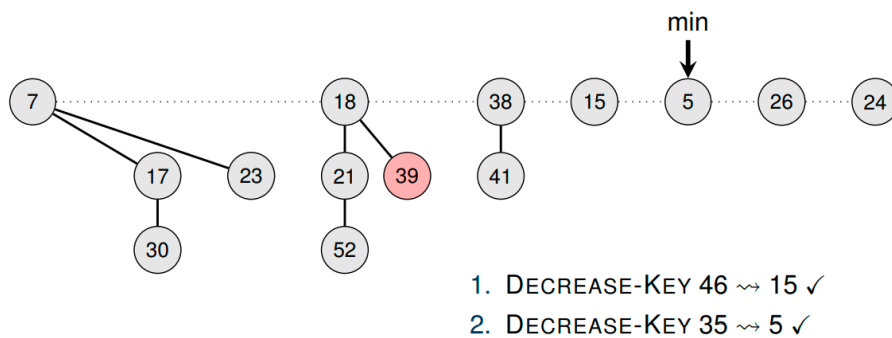 min
7 18 38 15 5 26 24
17 23 21 39 41
30 52
1. DECREASE-KEY 46 ⇝ 15 ✓
2. DECREASE-KEY 35 ⇝ 5 ✓